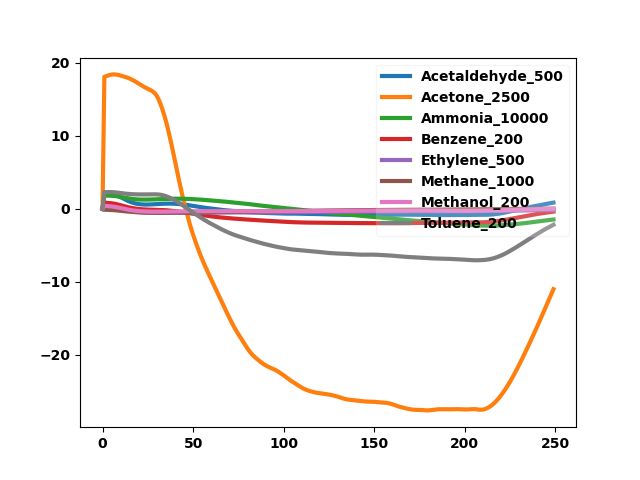 20
10
0
−10
−20
0 50 100 150 200 250
Acetaldehyde_500
Acetone_2500
Ammonia_10000
Benzene_200
Ethylene_500
Methane_1000
Methanol_200
Toluene_200